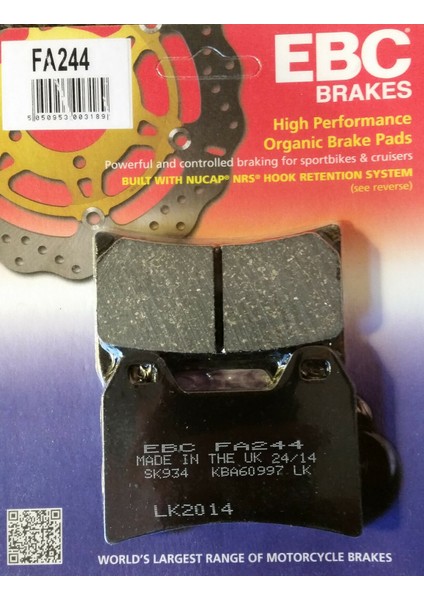 FA244
5 050953 003189
EBC
BRAKES
High Performance
Organic Brake Pads
Powerful and controlled braking for sportbikes & cruisers
BUILT WITH NUCAP® NRS® HOOK RETENTION SYSTEM
(see reverse)
EBC FA244
MADE IN THE UK 24/14
SK934 KBA60997 LK
LK2014
WORLD'S LARGEST RANGE OF MOTORCYCLE BRAKES